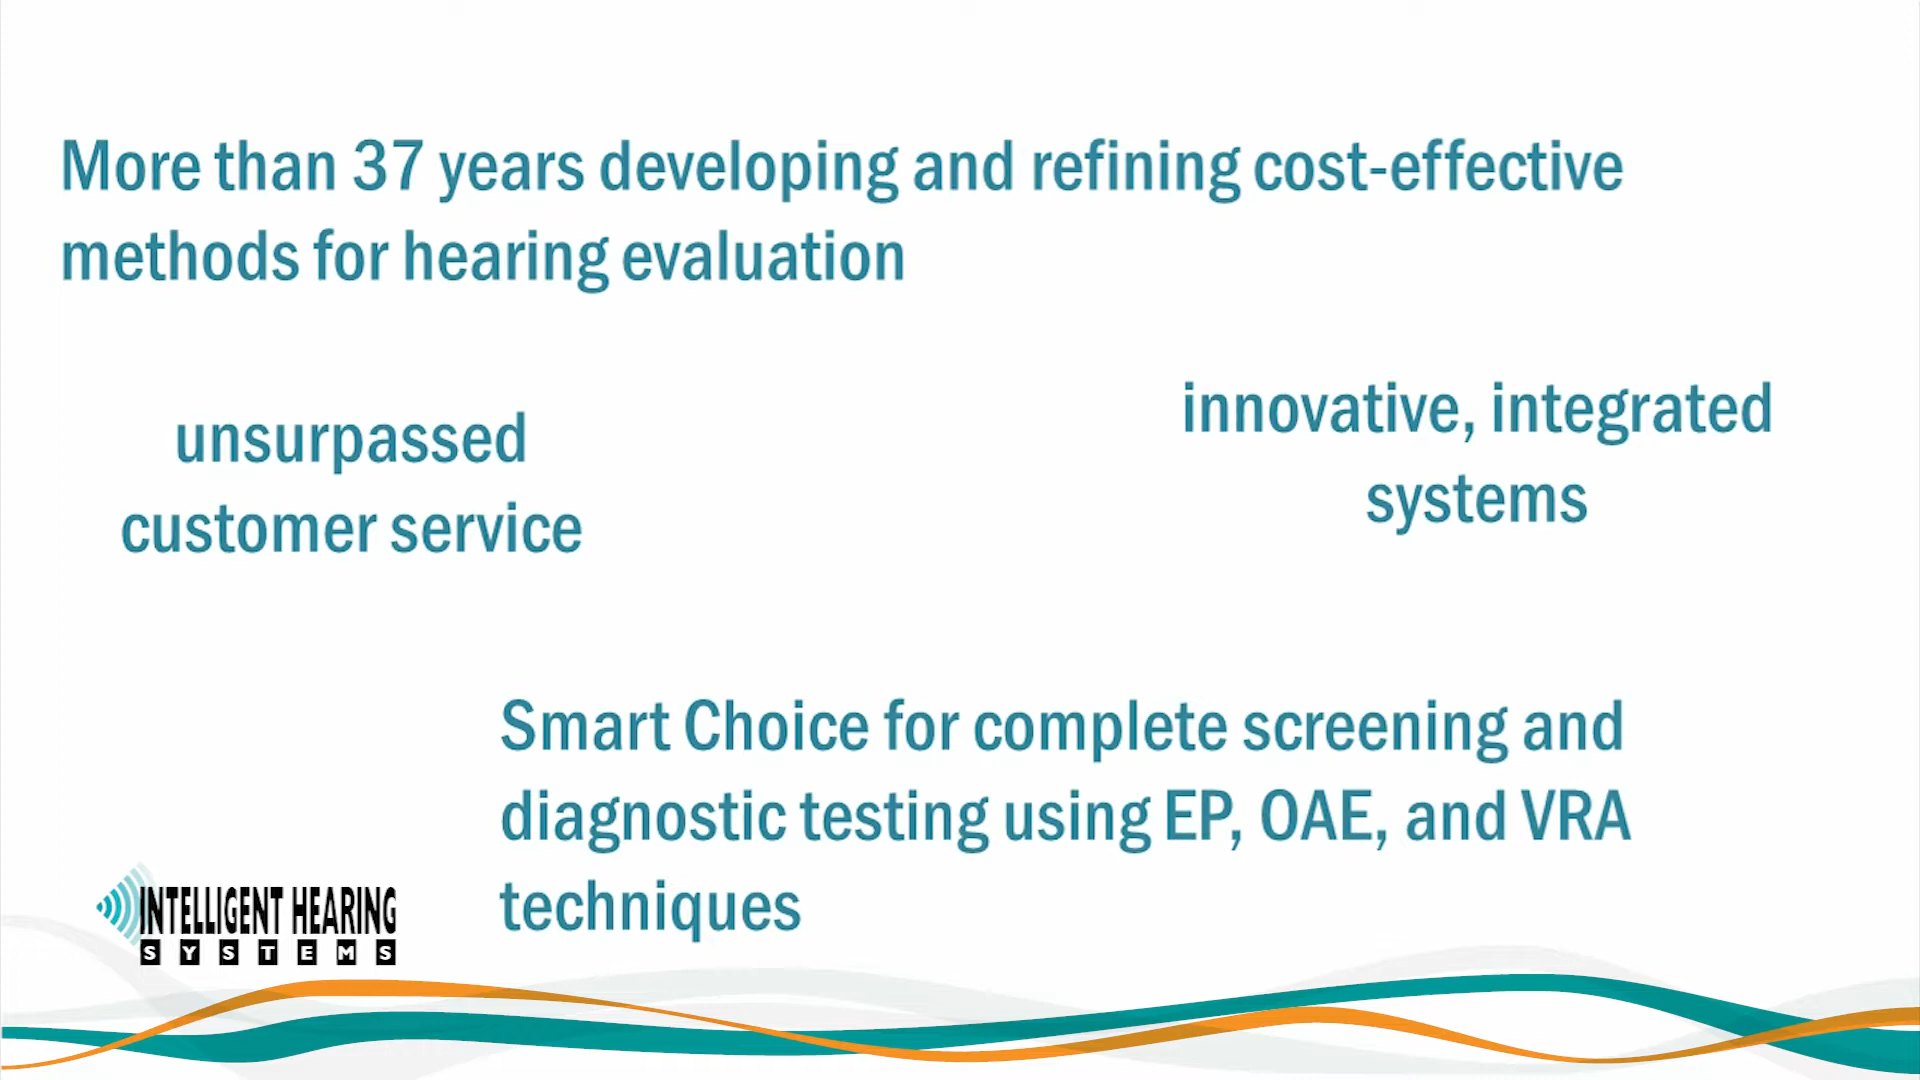 More than 37 years developing and refining cost-effective
methods for hearing evaluation
unsurpassed
customer service
innovative, integrated
systems
Smart Choice for complete screening and
diagnostic testing using EP, OAE, and VRA
techniques
INTELLIGENT HEARING
SYSTEMS